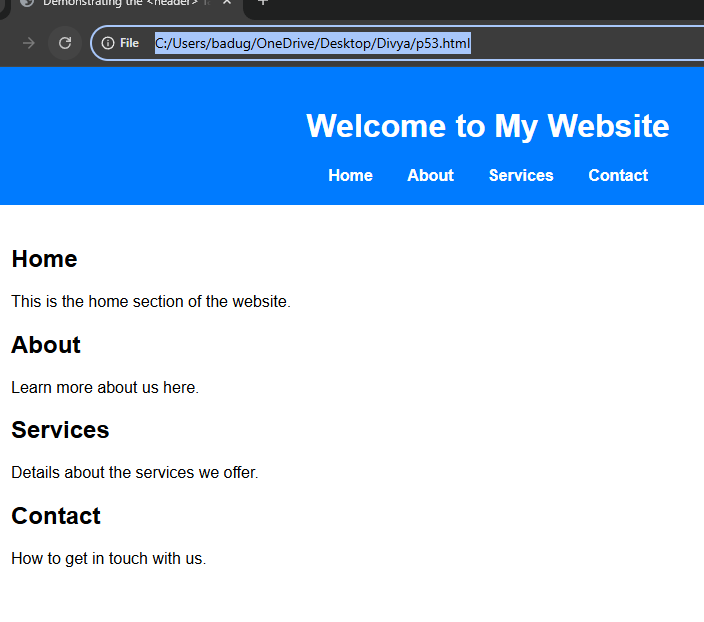 Demonstrating the <header>
File C:/Users/badug/OneDrive/Desktop/Divya/p53.html
Welcome to My Website
Home About Services Contact
Home
This is the home section of the website.
About
Learn more about us here.
Services
Details about the services we offer.
Contact
How to get in touch with us.